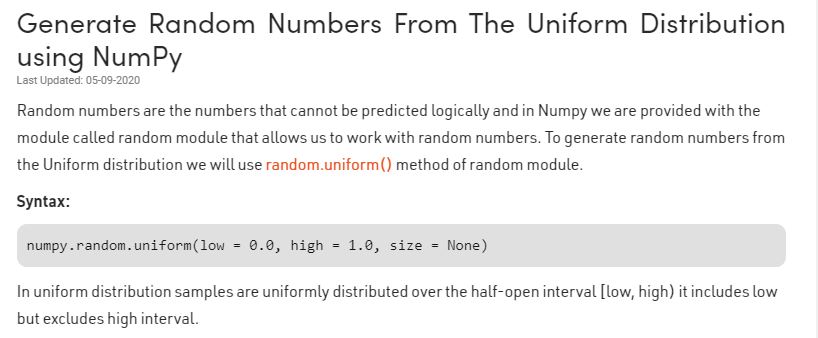 Generate Random Numbers From The Uniform Distribution
using NumPy
Last Updated: 05-09-2020
Random numbers are the numbers that cannot be predicted logically and in Numpy we are provided with the
module called random module that allows us to work with random numbers. To generate random numbers from
the Uniform distribution we will use random.uniform() method of random module.
Syntax:
numpy.random.uniform(low = 0.0, high = 1.0, size = None)
In uniform distribution samples are uniformly distributed over the half-open interval [low, high) it includes low
but excludes high interval.